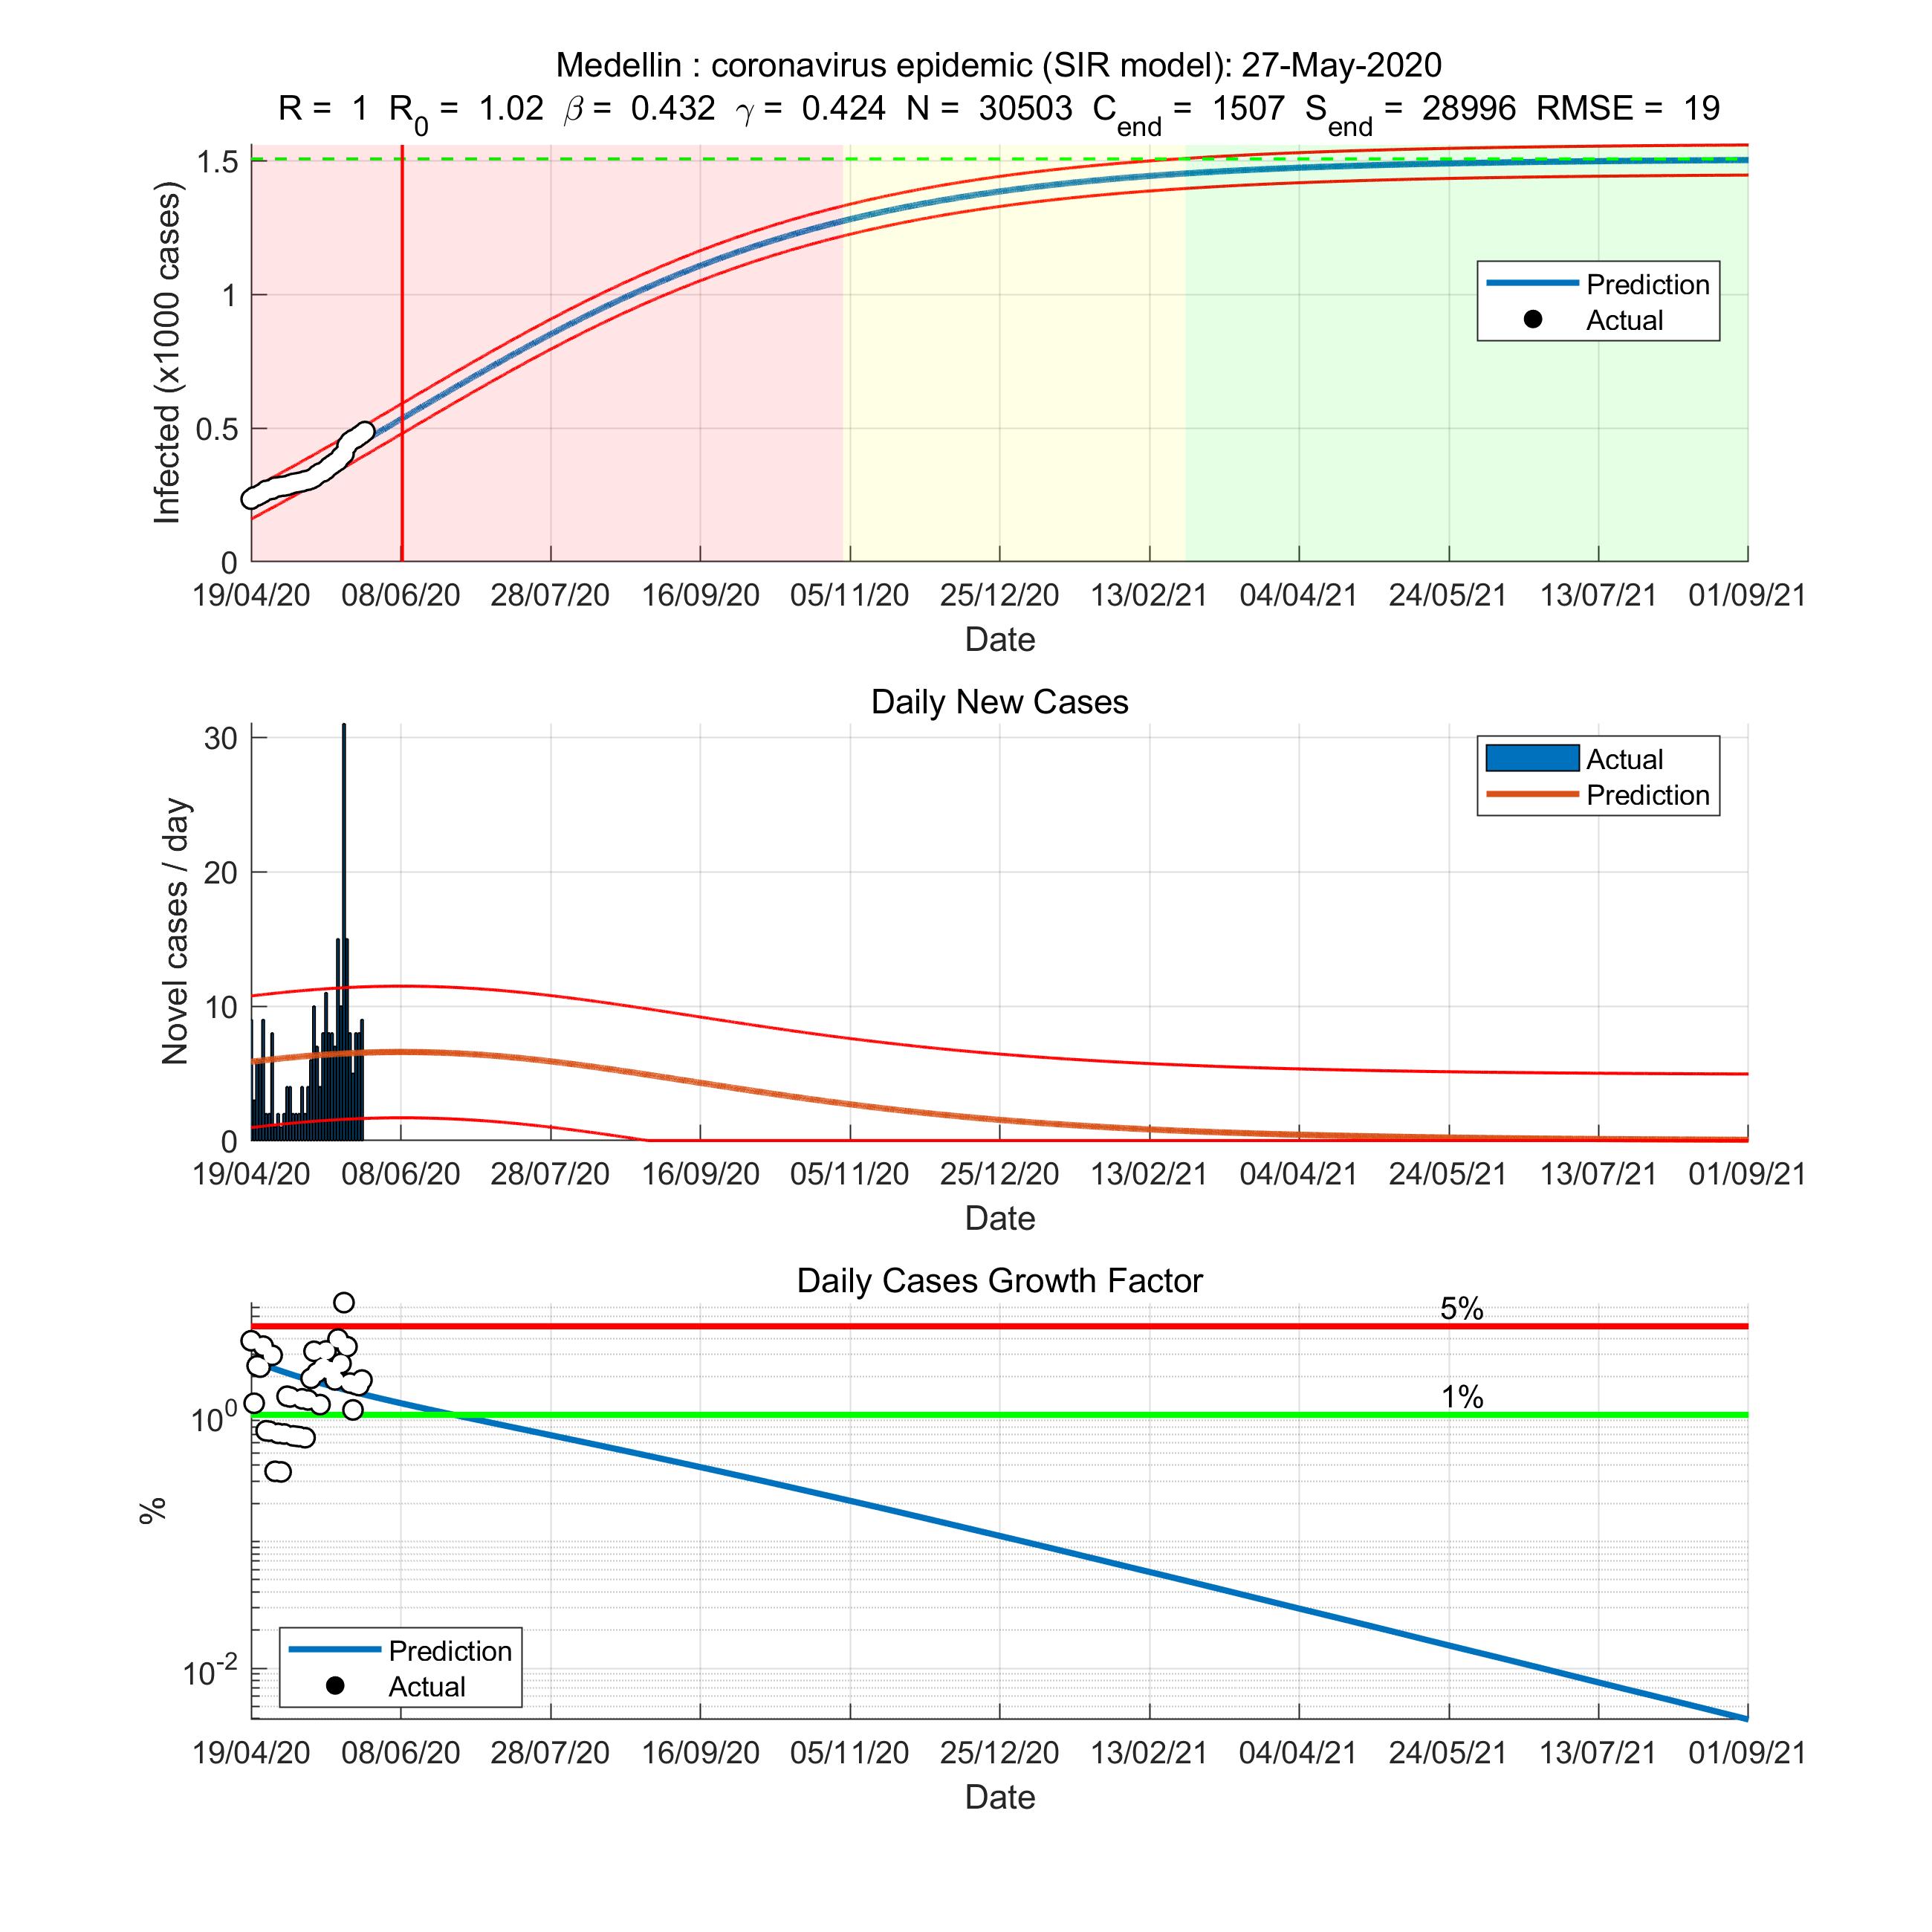 Medellin : coronavirus epidemic (SIR model): 27-May-2020
R = 1 R0 = 1.02 β = 0.432 γ = 0.424 N = 30503 Cend = 1507 Send = 28996 RMSE = 19
Infected (x1000 cases)
1.5
1
0.5
0
Prediction
Actual
19/04/20 08/06/20 28/07/20 16/09/20 05/11/20 25/12/20 13/02/21 04/04/21 24/05/21 13/07/21 01/09/21
Date
Daily New Cases
Novel cases / day
30
20
10
0
Actual
Prediction
19/04/20 08/06/20 28/07/20 16/09/20 05/11/20 25/12/20 13/02/21 04/04/21 24/05/21 13/07/21 01/09/21
Date
Daily Cases Growth Factor
5%
1%
%
10^0
10^-2
Prediction
Actual
19/04/20 08/06/20 28/07/20 16/09/20 05/11/20 25/12/20 13/02/21 04/04/21 24/05/21 13/07/21 01/09/21
Date